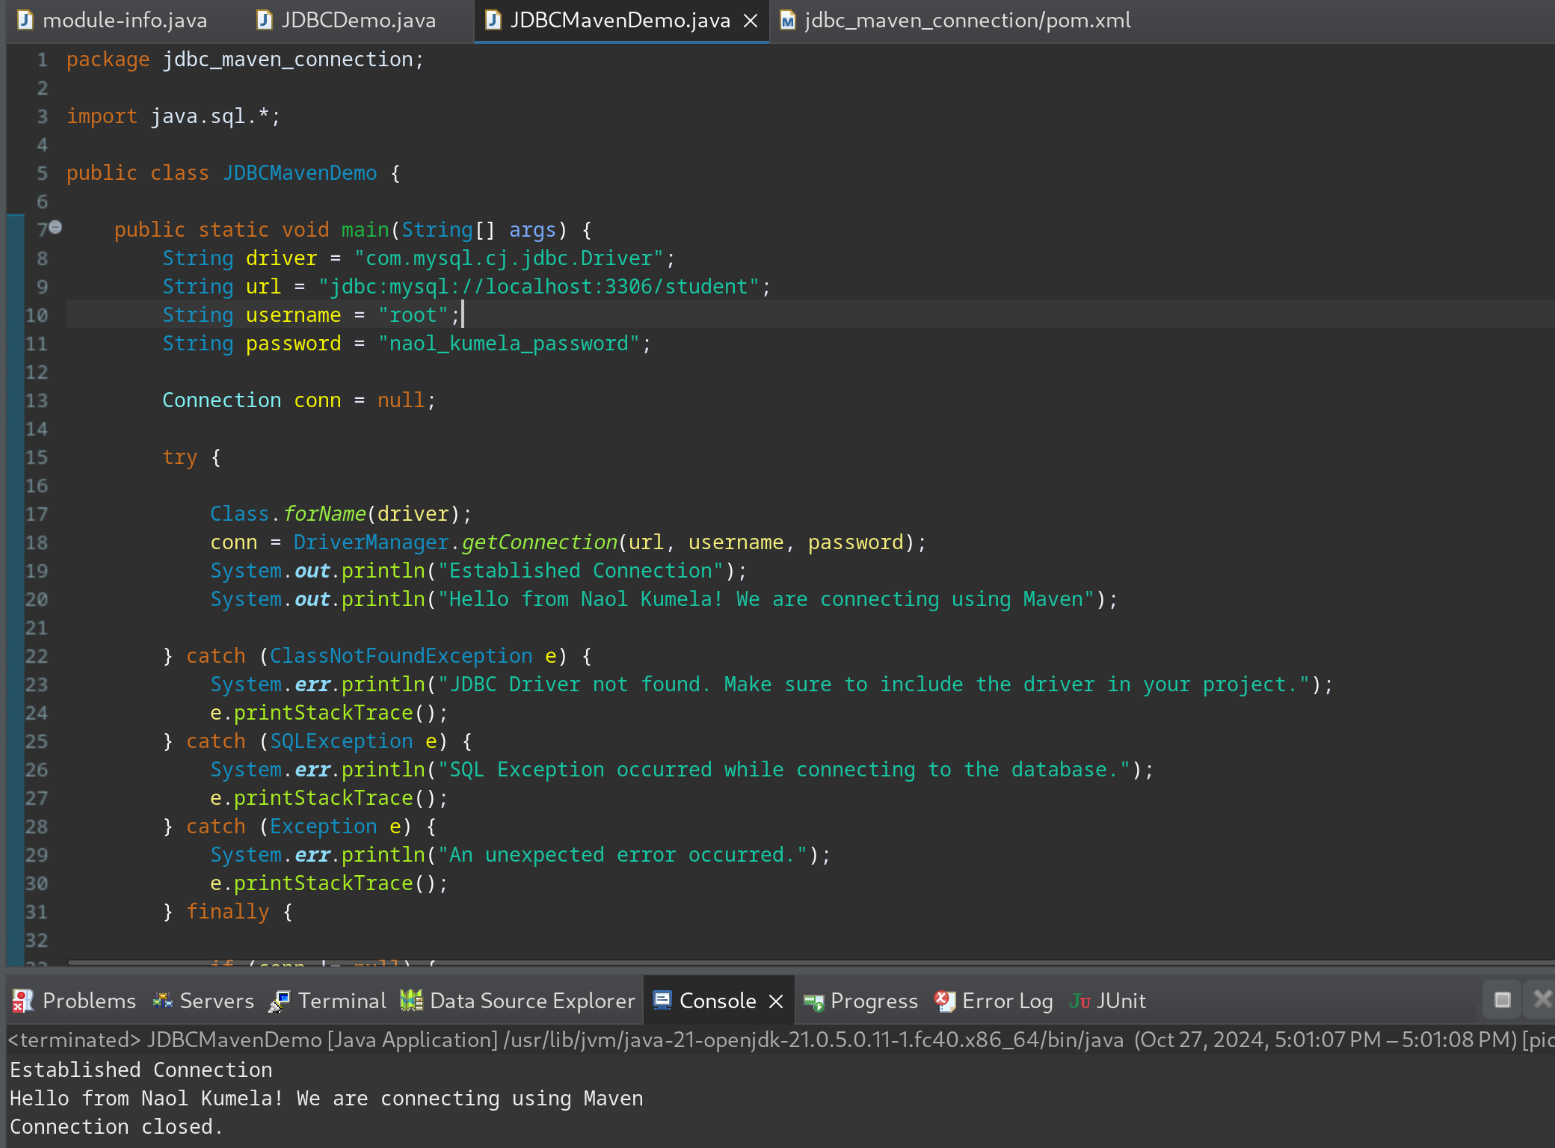 module-info.java JDBCDemo.java JDBCMavenDemo.java jdbc_maven_connection/pom.xml
1 package jdbc_maven_connection;
2
3 import java.sql.*;
4
5 public class JDBCMavenDemo {
6
7 public static void main(String[] args) {
8 String driver = "com.mysql.cj.jdbc.Driver";
9 String url = "jdbc:mysql://localhost:3306/student";
10 String username = "root";
11 String password = "naol_kumela_password";
12
13 Connection conn = null;
14
15 try {
16
17 Class.forName(driver);
18 conn = DriverManager.getConnection(url, username, password);
19 System.out.println("Established Connection");
20 System.out.println("Hello from Naol Kumela! We are connecting using Maven");
21
22 } catch (ClassNotFoundException e) {
23 System.err.println("JDBC Driver not found. Make sure to include the driver in your project.");
24 e.printStackTrace();
25 } catch (SQLException e) {
26 System.err.println("SQL Exception occurred while connecting to the database.");
27 e.printStackTrace();
28 } catch (Exception e) {
29 System.err.println("An unexpected error occurred.");
30 e.printStackTrace();
31 } finally {
32
33 if (conn != null) {
Problems Servers Terminal Data Source Explorer Console Progress Error Log JUnit
<terminated> JDBCMavenDemo [Java Application] /usr/lib/jvm/java-21-openjdk-21.0.5.0.11-1.fc40.x86_64/bin/java (Oct 27, 2024, 5:01:07 PM – 5:01:08 PM) [pic
Established Connection
Hello from Naol Kumela! We are connecting using Maven
Connection closed.